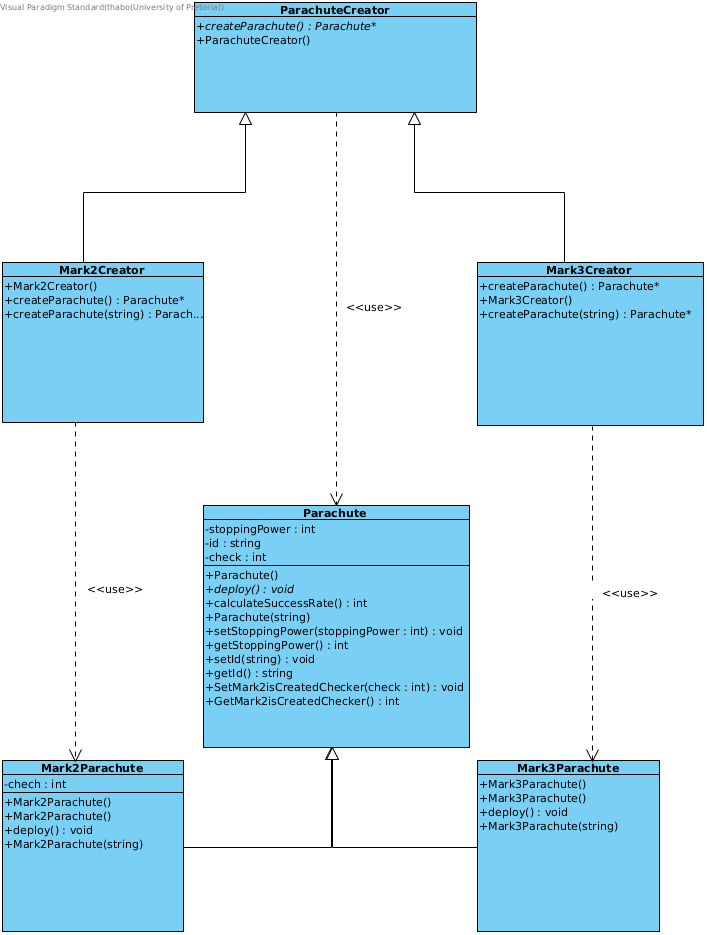 Visual Paradigm Standard(thabo(University of Pretoria))
ParachuteCreator
+createParachute() : Parachute*
+ParachuteCreator()
Mark2Creator
+Mark2Creator()
+createParachute() : Parachute*
+createParachute(string) : Parach...
Mark3Creator
+createParachute() : Parachute*
+Mark3Creator()
+createParachute(string) : Parachute*
<<use>>
Parachute
-stoppingPower : int
-id : string
-check : int
+Parachute()
+deploy() : void
+calculateSuccessRate() : int
+Parachute(string)
+setStoppingPower(stoppingPower : int) : void
+getStoppingPower() : int
+setId(string) : void
+getId() : string
+SetMark2isCreatedChecker(check : int) : void
+GetMark2isCreatedChecker() : int
<<use>>
<<use>>
Mark2Parachute
-chech : int
+Mark2Parachute()
+Mark2Parachute()
+deploy() : void
+Mark2Parachute(string)
Mark3Parachute
+Mark3Parachute()
+Mark3Parachute()
+deploy() : void
+Mark3Parachute(string)